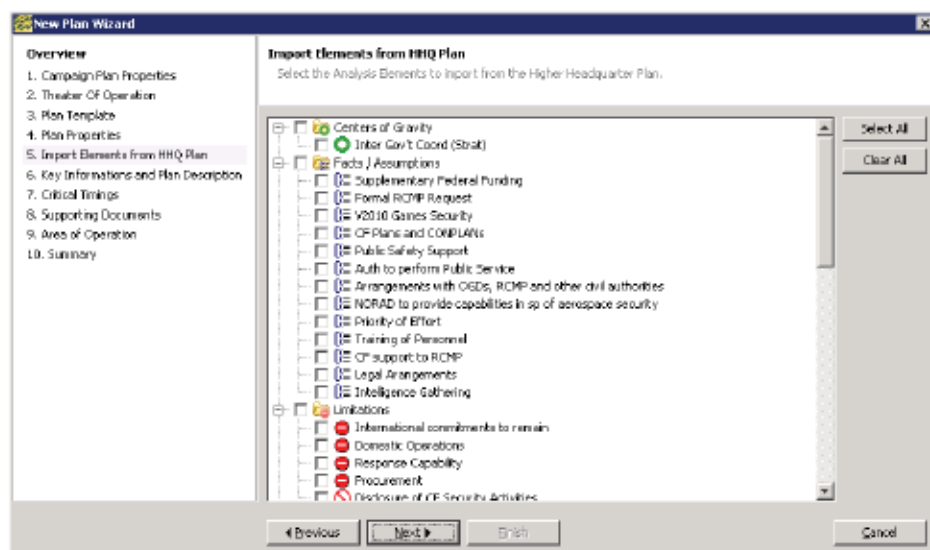 New Plan Wizard
Overview
1. Campaign Plan Properties
2. Theater Of Operation
3. Plan Template
4. Plan Properties
5. Import Elements from HHQ Plan
6. Key Informations and Plan Description
7. Critical Timings
8. Supporting Documents
9. Area of Operation
10. Summary
Import Elements from HHQ Plan
Select the Analysis Elements to import from the Higher Headquarter Plan.
Centers of Gravity
Inter Gov't Coord (Strat)
Facts / Assumptions
Supplementary Federal Funding
Formal RCMP Request
V2010 Games Security
CF Plans and CONPLANs
Public Safety Support
Auth to perform Public Service
Arrangements with OGDs, RCMP and other civil authorities
NORAD to provide capabilities in sp of aerospace security
Priority of Effort
Training of Personnel
CF support to RCMP
Legal Arangements
Intelligence Gathering
Limitations
International commitments to remain
Domestic Operations
Response Capability
Procurement
Disclosure of CF Security Activities
Select All
Clear All
Previous
Next
Finish
Cancel